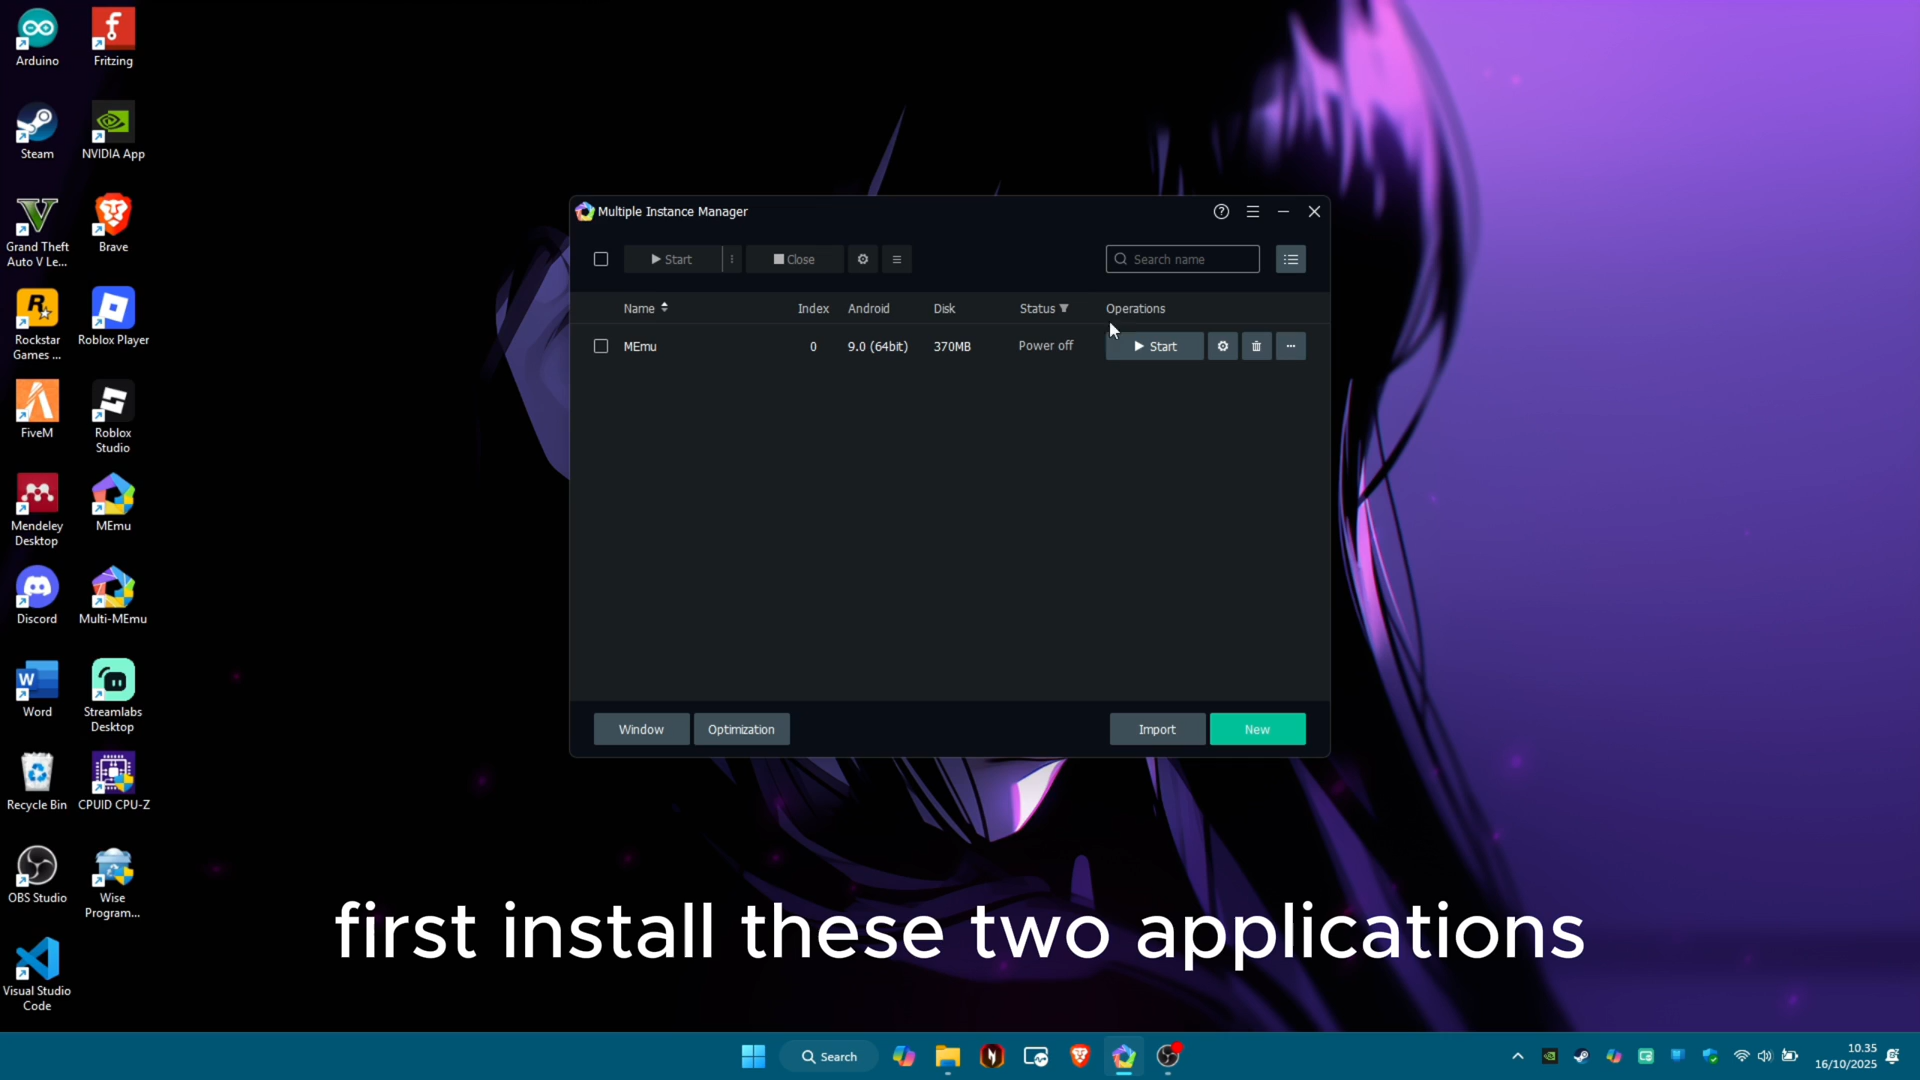 Arduino
Fritzing
Steam
NVIDIA App
Grand Theft
Auto V Le...
Brave
Rockstar
Games ...
Roblox Player
FiveM
Roblox
Studio
Mendeley
Desktop
MEmu
Discord
Multi-MEmu
Word
Streamlabs
Desktop
Recycle Bin
CPUID CPU-Z
OBS Studio
Wise
Program...
Visual Studio
Code
Multiple Instance Manager
Start
Close
Search name
Name Index Android Disk Status Operations
MEmu 0 9.0 (64bit) 370MB Power off Start
Window
Optimization
Import
New
first install these two applications
Search
10.35
16/10/2025